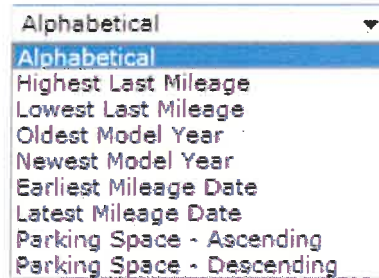 Alphabetical
Alphabetical
Highest Last Mileage
Lowest Last Mileage
Oldest Model Year
Newest Model Year
Earliest Mileage Date
Latest Mileage Date
Parking Space - Ascending
Parking Space - Descending